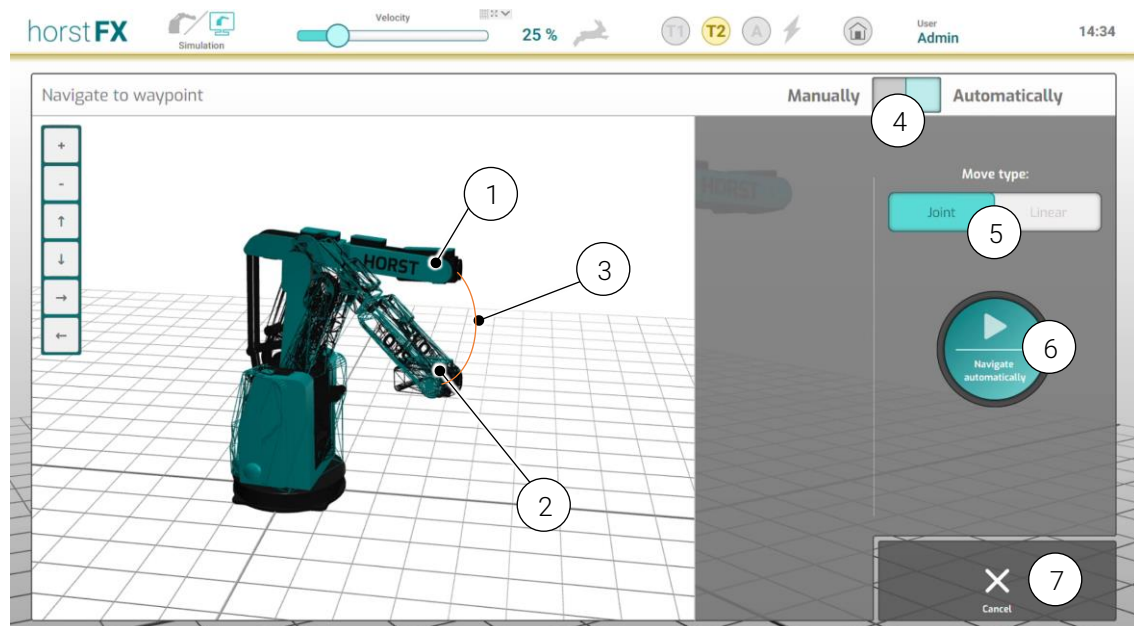 horstFX
Simulation
Velocity
25 %
T1
T2
A
User
Admin
14:34
Navigate to waypoint
Manually
Automatically
4
+
-
↑
↓
→
←
1
HORST
3
2
HORST
Move type:
Joint
Linear
5
Navigate
automatically
6
Cancel
7